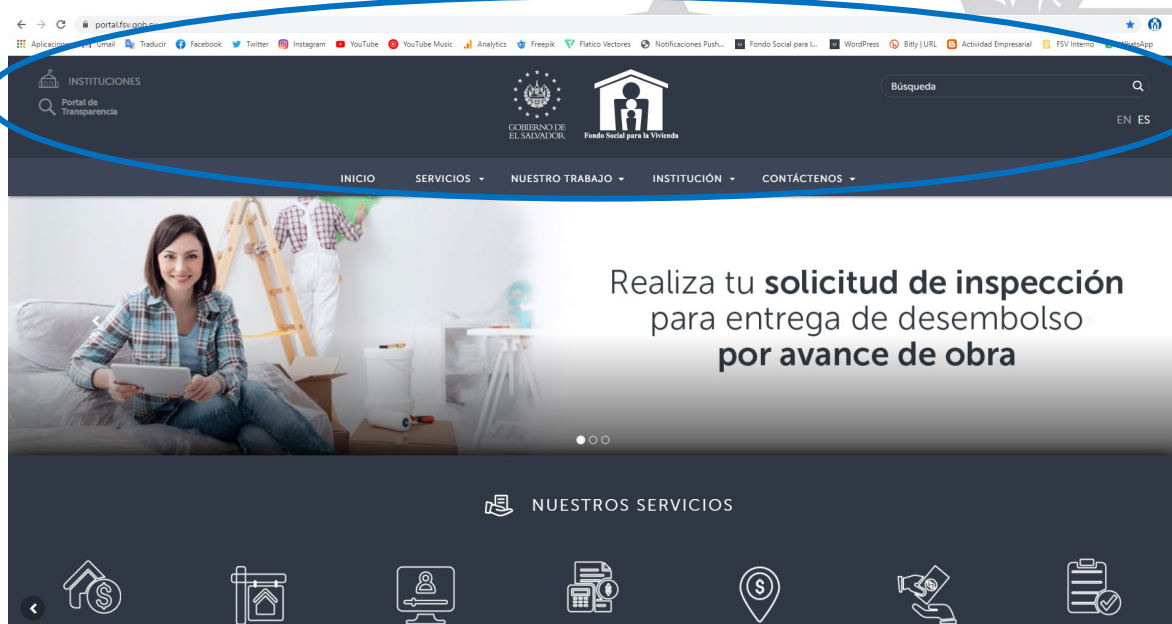 portal.fsv.gob.sv
Gmail Traducir Facebook Twitter Instagram YouTube YouTube Music Analytics Freepik Flatico Vectores Notificaciones Push... Fondo Social para l... WordPress Bitly | URL Actividad Empresarial FSV Interno WhatsApp
INSTITUCIONES
Portal de
Transparencia
GOBIERNO DE
EL SALVADOR
Fondo Social para la Vivienda
Búsqueda
EN ES
INICIO SERVICIOS NUESTRO TRABAJO INSTITUCIÓN CONTÁCTENOS
Realiza tu solicitud de inspección
para entrega de desembolso
por avance de obra
NUESTROS SERVICIOS